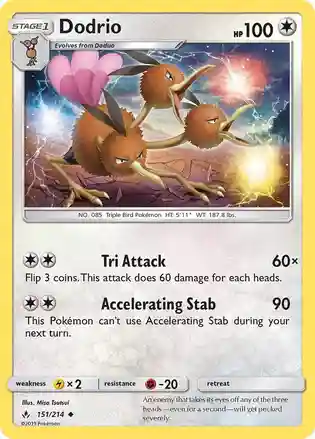 STAGE 1
Dodrio
HP 100
Evolves from Doduo
NO. 085 Triple Bird Pokémon HT: 5'11" WT: 187.8 lbs.
Tri Attack 60×
Flip 3 coins. This attack does 60 damage for each heads.
Accelerating Stab 90
This Pokémon can't use Accelerating Stab during your
next turn.
weakness ×2 resistance -20 retreat
Illus. Misa Tsutsui
151/214
©2019 Pokémon
An enemy that takes its eyes off any of the three
heads—even for a second—will get pecked
severely.